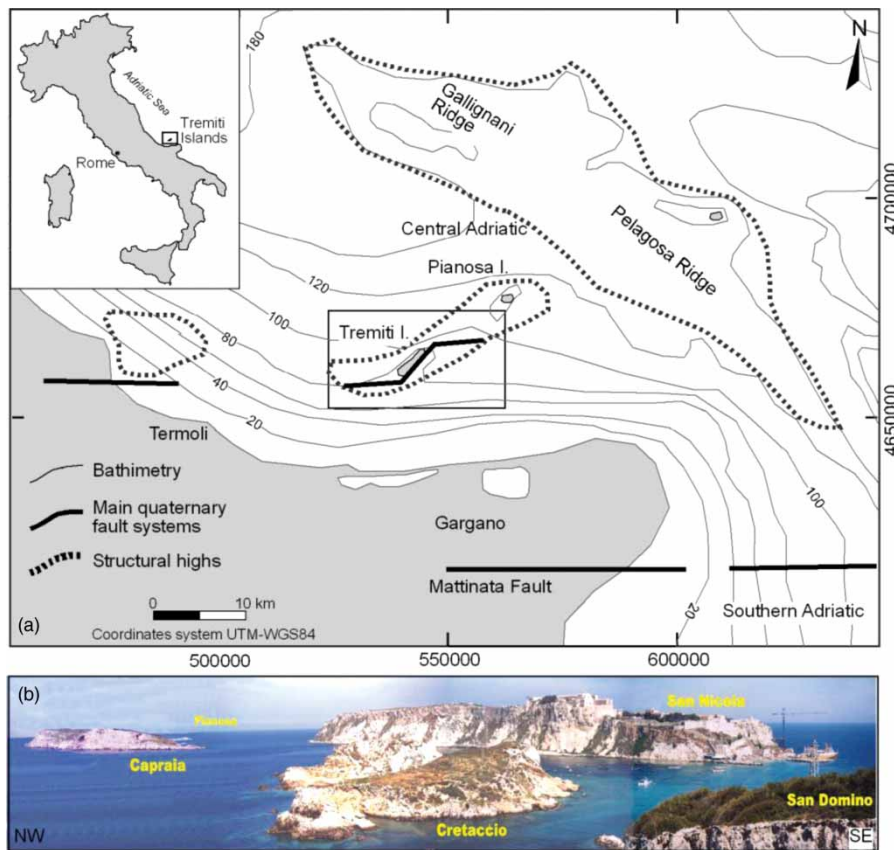 N
180
Adriatic Sea
Tremiti
Islands
Rome
Gallignani
Ridge
Pelagosa Ridge
4700000
Central Adriatic
Pianosa I.
120
100
80
Tremiti I.
40
20
4650000
Termoli
100
Bathimetry
Main quaternary
fault systems
Structural highs
Gargano
Mattinata Fault
0 10 km
20
Southern Adriatic
(a)
Coordinates system UTM-WGS84
500000 550000 600000
(b)
Pianosa
San Nicola
Capraia
San Domino
Cretaccio
NW
SE